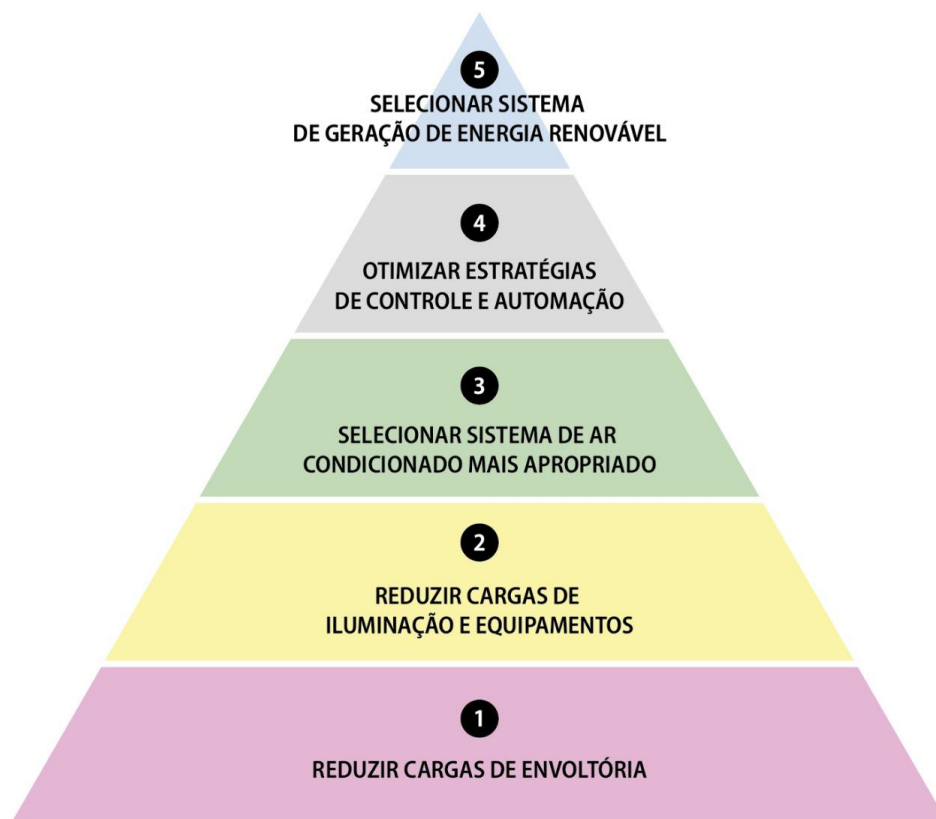 5
SELECIONAR SISTEMA
DE GERAÇÃO DE ENERGIA RENOVÁVEL
4
OTIMIZAR ESTRATÉGIAS
DE CONTROLE E AUTOMAÇÃO
3
SELECIONAR SISTEMA DE AR
CONDICIONADO MAIS APROPRIADO
2
REDUZIR CARGAS DE
ILUMINAÇÃO E EQUIPAMENTOS
1
REDUZIR CARGAS DE ENVOLTÓRIA